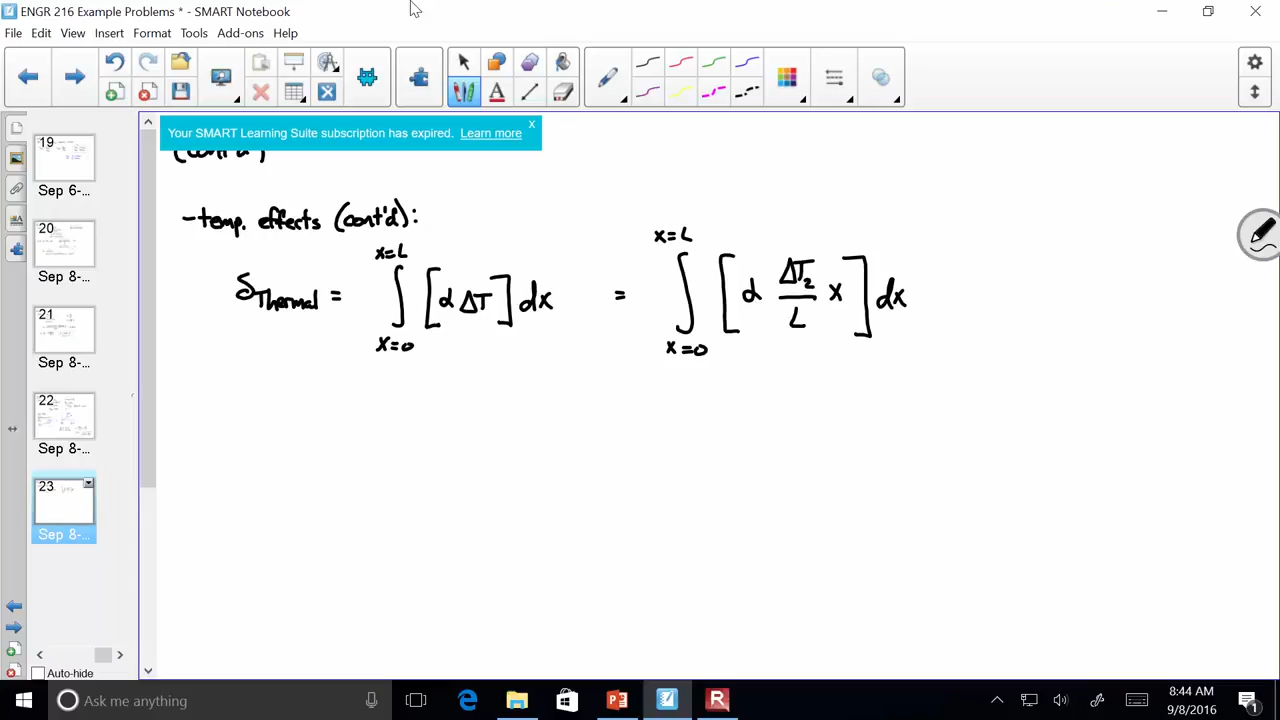 ENGR 216 Example Problems * - SMART Notebook
File Edit View Insert Format Tools Add-ons Help
Your SMART Learning Suite subscription has expired. Learn more x
19
Sep 6-...
20
Sep 8-...
21
Sep 8-...
22
Sep 8-...
23
Sep 8-...
Auto-hide
(cont'd)
-temp. effects (cont'd):
δThermal = ∫ x=0 x=L [α ΔT] dx = ∫ x=0 x=L [α ΔT₂/L x] dx
Ask me anything
8:44 AM
9/8/2016
1